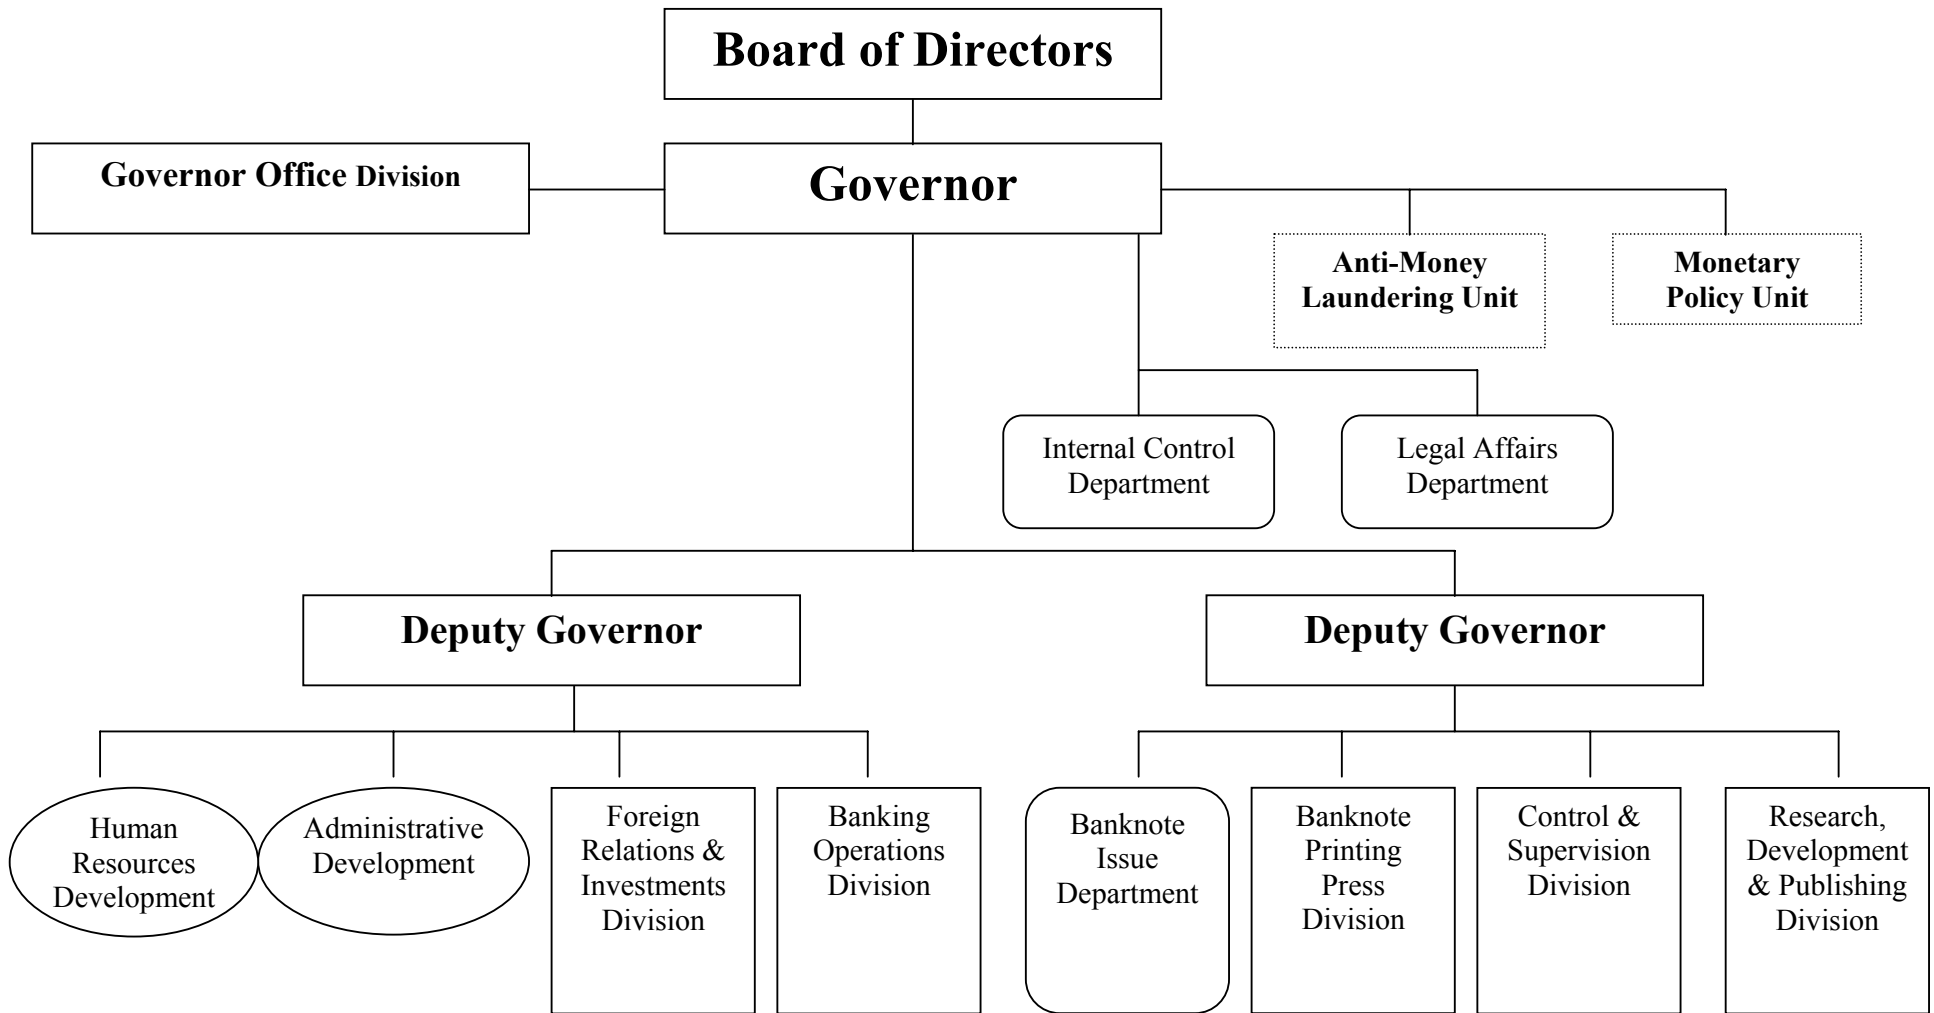 Board of Directors
Governor Office Division
Governor
Anti-Money
Laundering Unit
Monetary
Policy Unit
Internal Control
Department
Legal Affairs
Department
Deputy Governor
Deputy Governor
Human
Resources
Development
Administrative
Development
Foreign
Relations &
Investments
Division
Banking
Operations
Division
Banknote
Issue
Department
Banknote
Printing
Press
Division
Control &
Supervision
Division
Research,
Development
& Publishing
Division